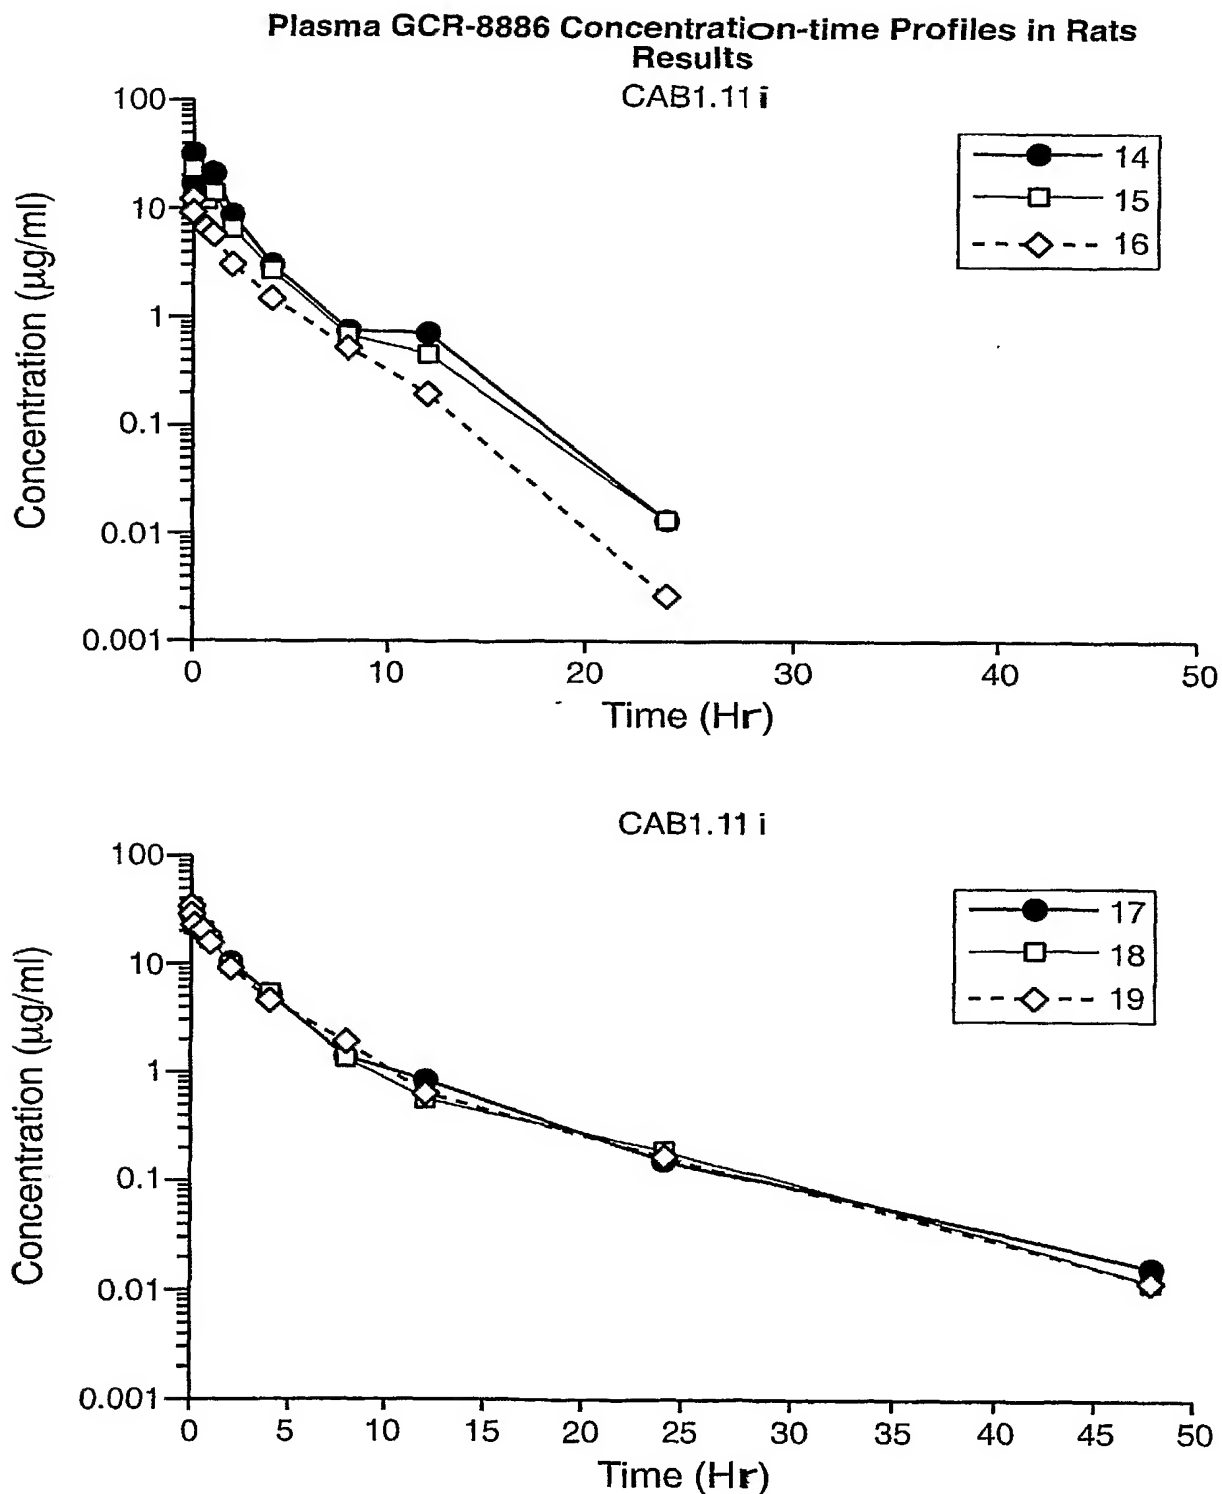 Plasma GCR-8886 Concentration-time Profiles in Rats
Results
CAB1.11 i
100
10
1
0.1
0.01
0.001
Concentration (µg/ml)
14
15
16
0 10 20 30 40 50
Time (Hr)
CAB1.11 i
100
10
1
0.1
0.01
0.001
Concentration (µg/ml)
17
18
19
0 5 10 15 20 25 30 35 40 45 50
Time (Hr)